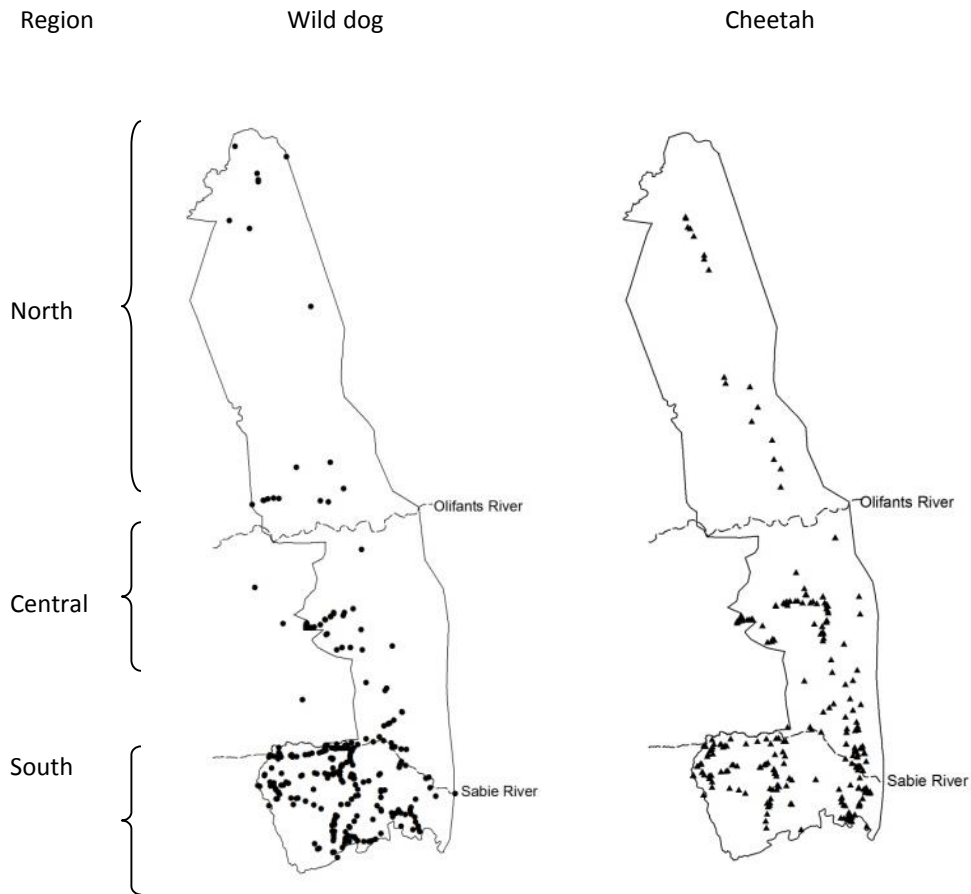 Region Wild dog Cheetah
North
Olifants River Olifants River
Central
South
Sabie River Sabie River